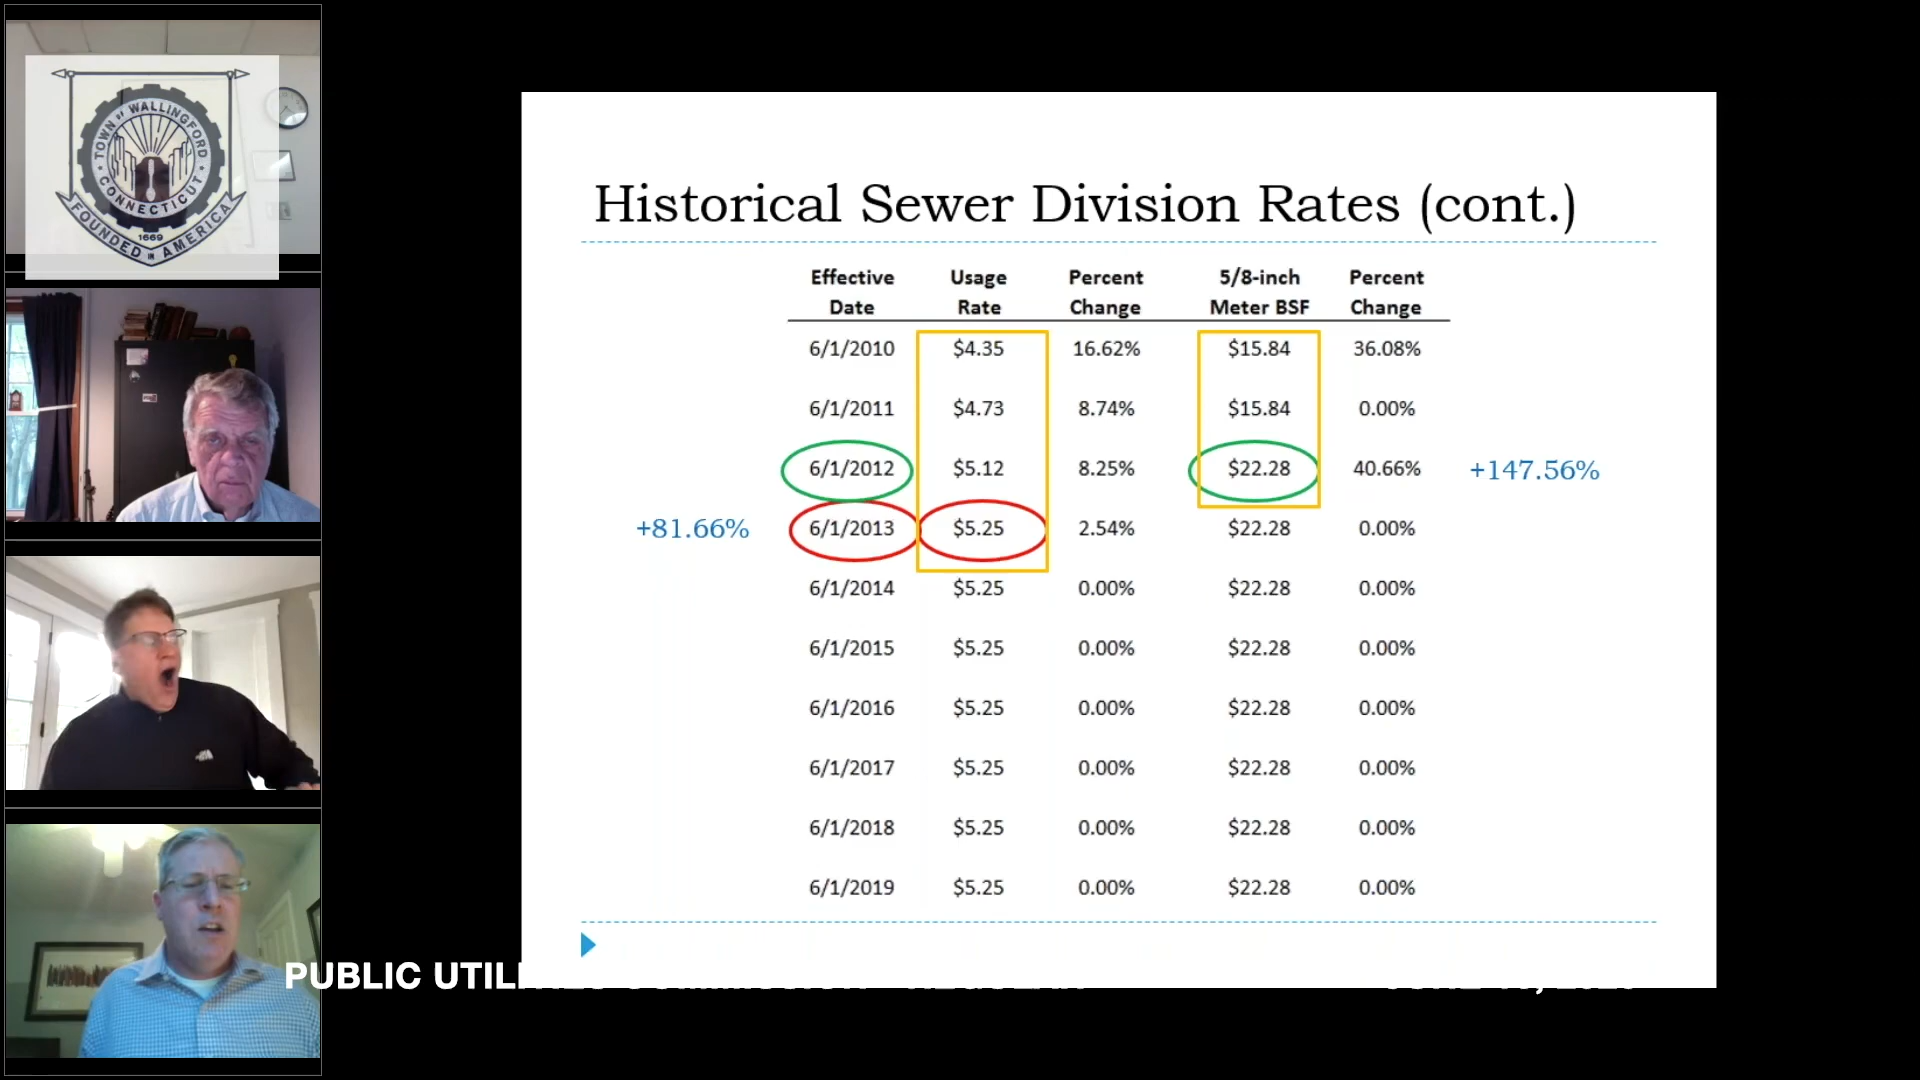 TOWN OF WALLINGFORD
CONNECTICUT
1669
FOUNDED IN AMERICA
Historical Sewer Division Rates (cont.)
Effective Date Usage Rate Percent Change 5/8-inch Meter BSF Percent Change
6/1/2010 $4.35 16.62% $15.84 36.08%
6/1/2011 $4.73 8.74% $15.84 0.00%
6/1/2012 $5.12 8.25% $22.28 40.66% +147.56%
+81.66% 6/1/2013 $5.25 2.54% $22.28 0.00%
6/1/2014 $5.25 0.00% $22.28 0.00%
6/1/2015 $5.25 0.00% $22.28 0.00%
6/1/2016 $5.25 0.00% $22.28 0.00%
6/1/2017 $5.25 0.00% $22.28 0.00%
6/1/2018 $5.25 0.00% $22.28 0.00%
6/1/2019 $5.25 0.00% $22.28 0.00%
PUBLIC